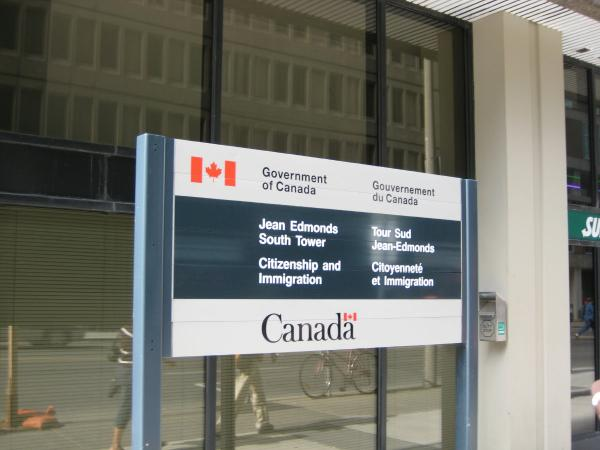 Government
of Canada
Gouvernement
du Canada
Jean Edmonds
South Tower
Tour Sud
Jean-Edmonds
Citizenship and
Immigration
Citoyenneté
et Immigration
Canada
SU